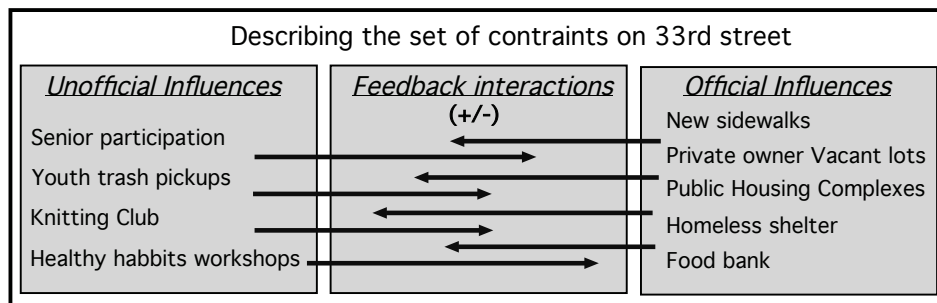 Describing the set of contraints on 33rd street
Unofficial Influences
Senior participation
Youth trash pickups
Knitting Club
Healthy habbits workshops
Feedback interactions
(+/-)
Official Influences
New sidewalks
Private owner Vacant lots
Public Housing Complexes
Homeless shelter
Food bank